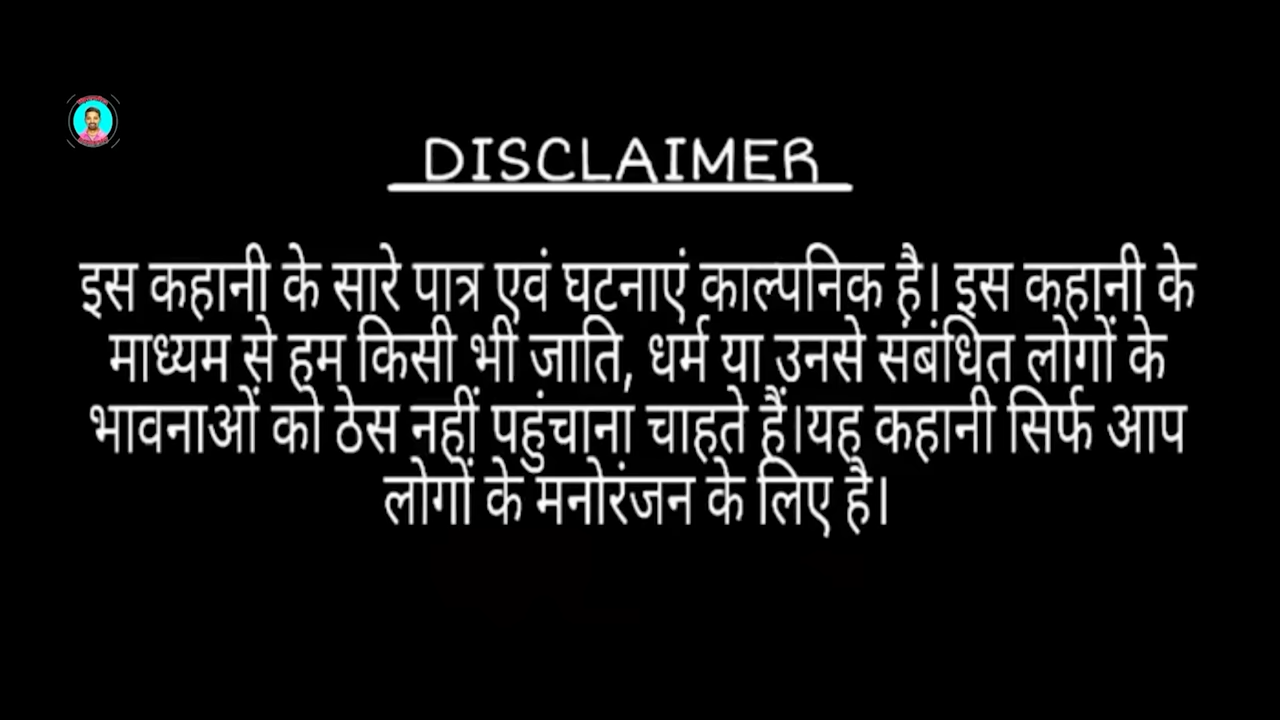 DISCLAIMER
इस कहानी के सारे पात्र एवं घटनाएं काल्पनिक है। इस कहानी के
माध्यम से हम किसी भी जाति, धर्म या उनसे संबंधित लोगों के
भावनाओं को ठेस नहीं पहुंचाना चाहते हैं।यह कहानी सिर्फ आप
लोगों के मनोरंजन के लिए है।